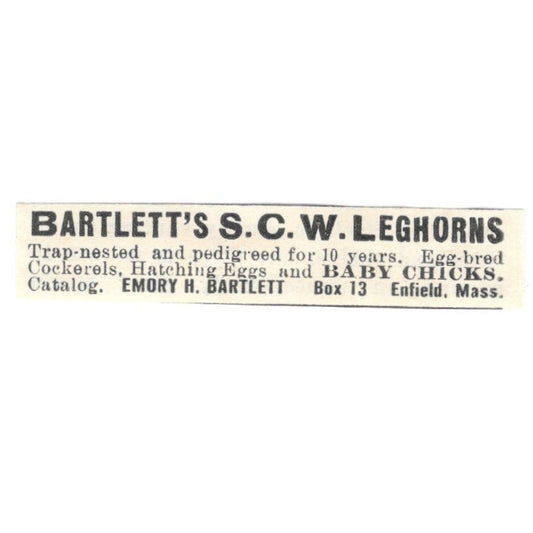 BARTLETT'S S.C.W. LEGHORNS
Trap-nested and pedigreed for 10 years. Egg-bred
Cockerels, Hatching Eggs and BABY CHICKS.
Catalog. EMORY H. BARTLETT Box 13 Enfield, Mass.